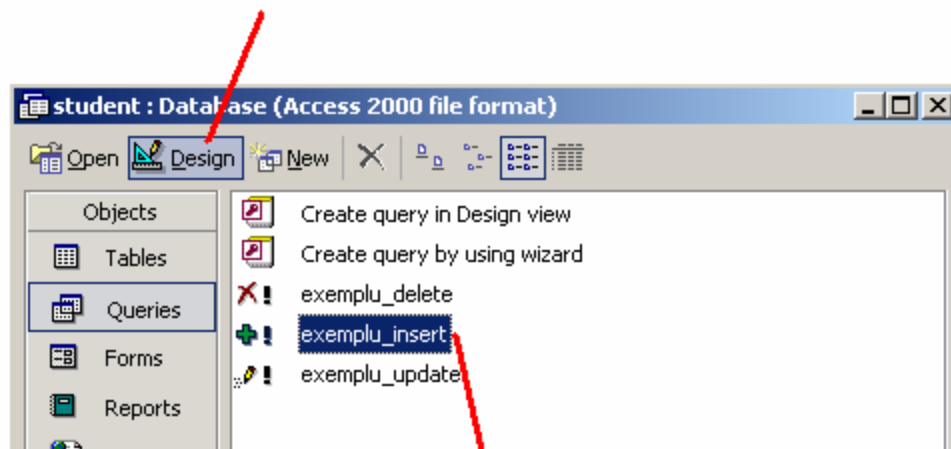 student : Database (Access 2000 file format)
Open Design New
Objects
Tables
Queries
Forms
Reports
Create query in Design view
Create query by using wizard
exemplu_delete
exemplu_insert
exemplu_update